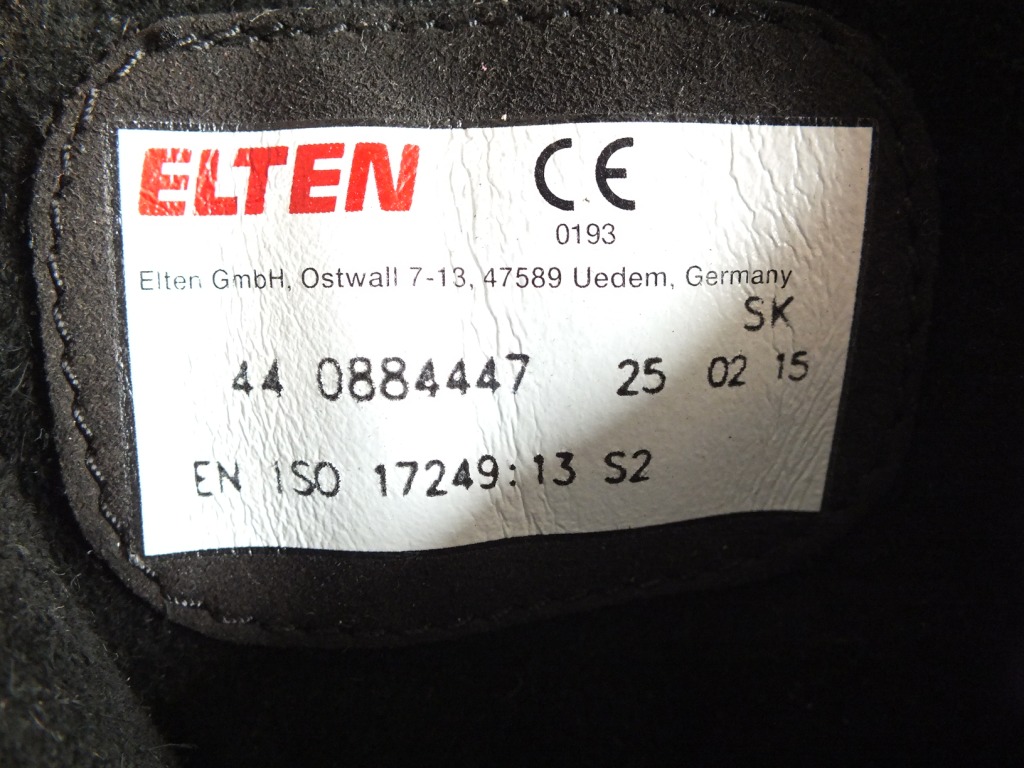 ELTEN CE
0193
Elten GmbH, Ostwall 7-13, 47589 Uedem, Germany
SK
44 0884447 25 02 15
EN ISO 17249:13 S2